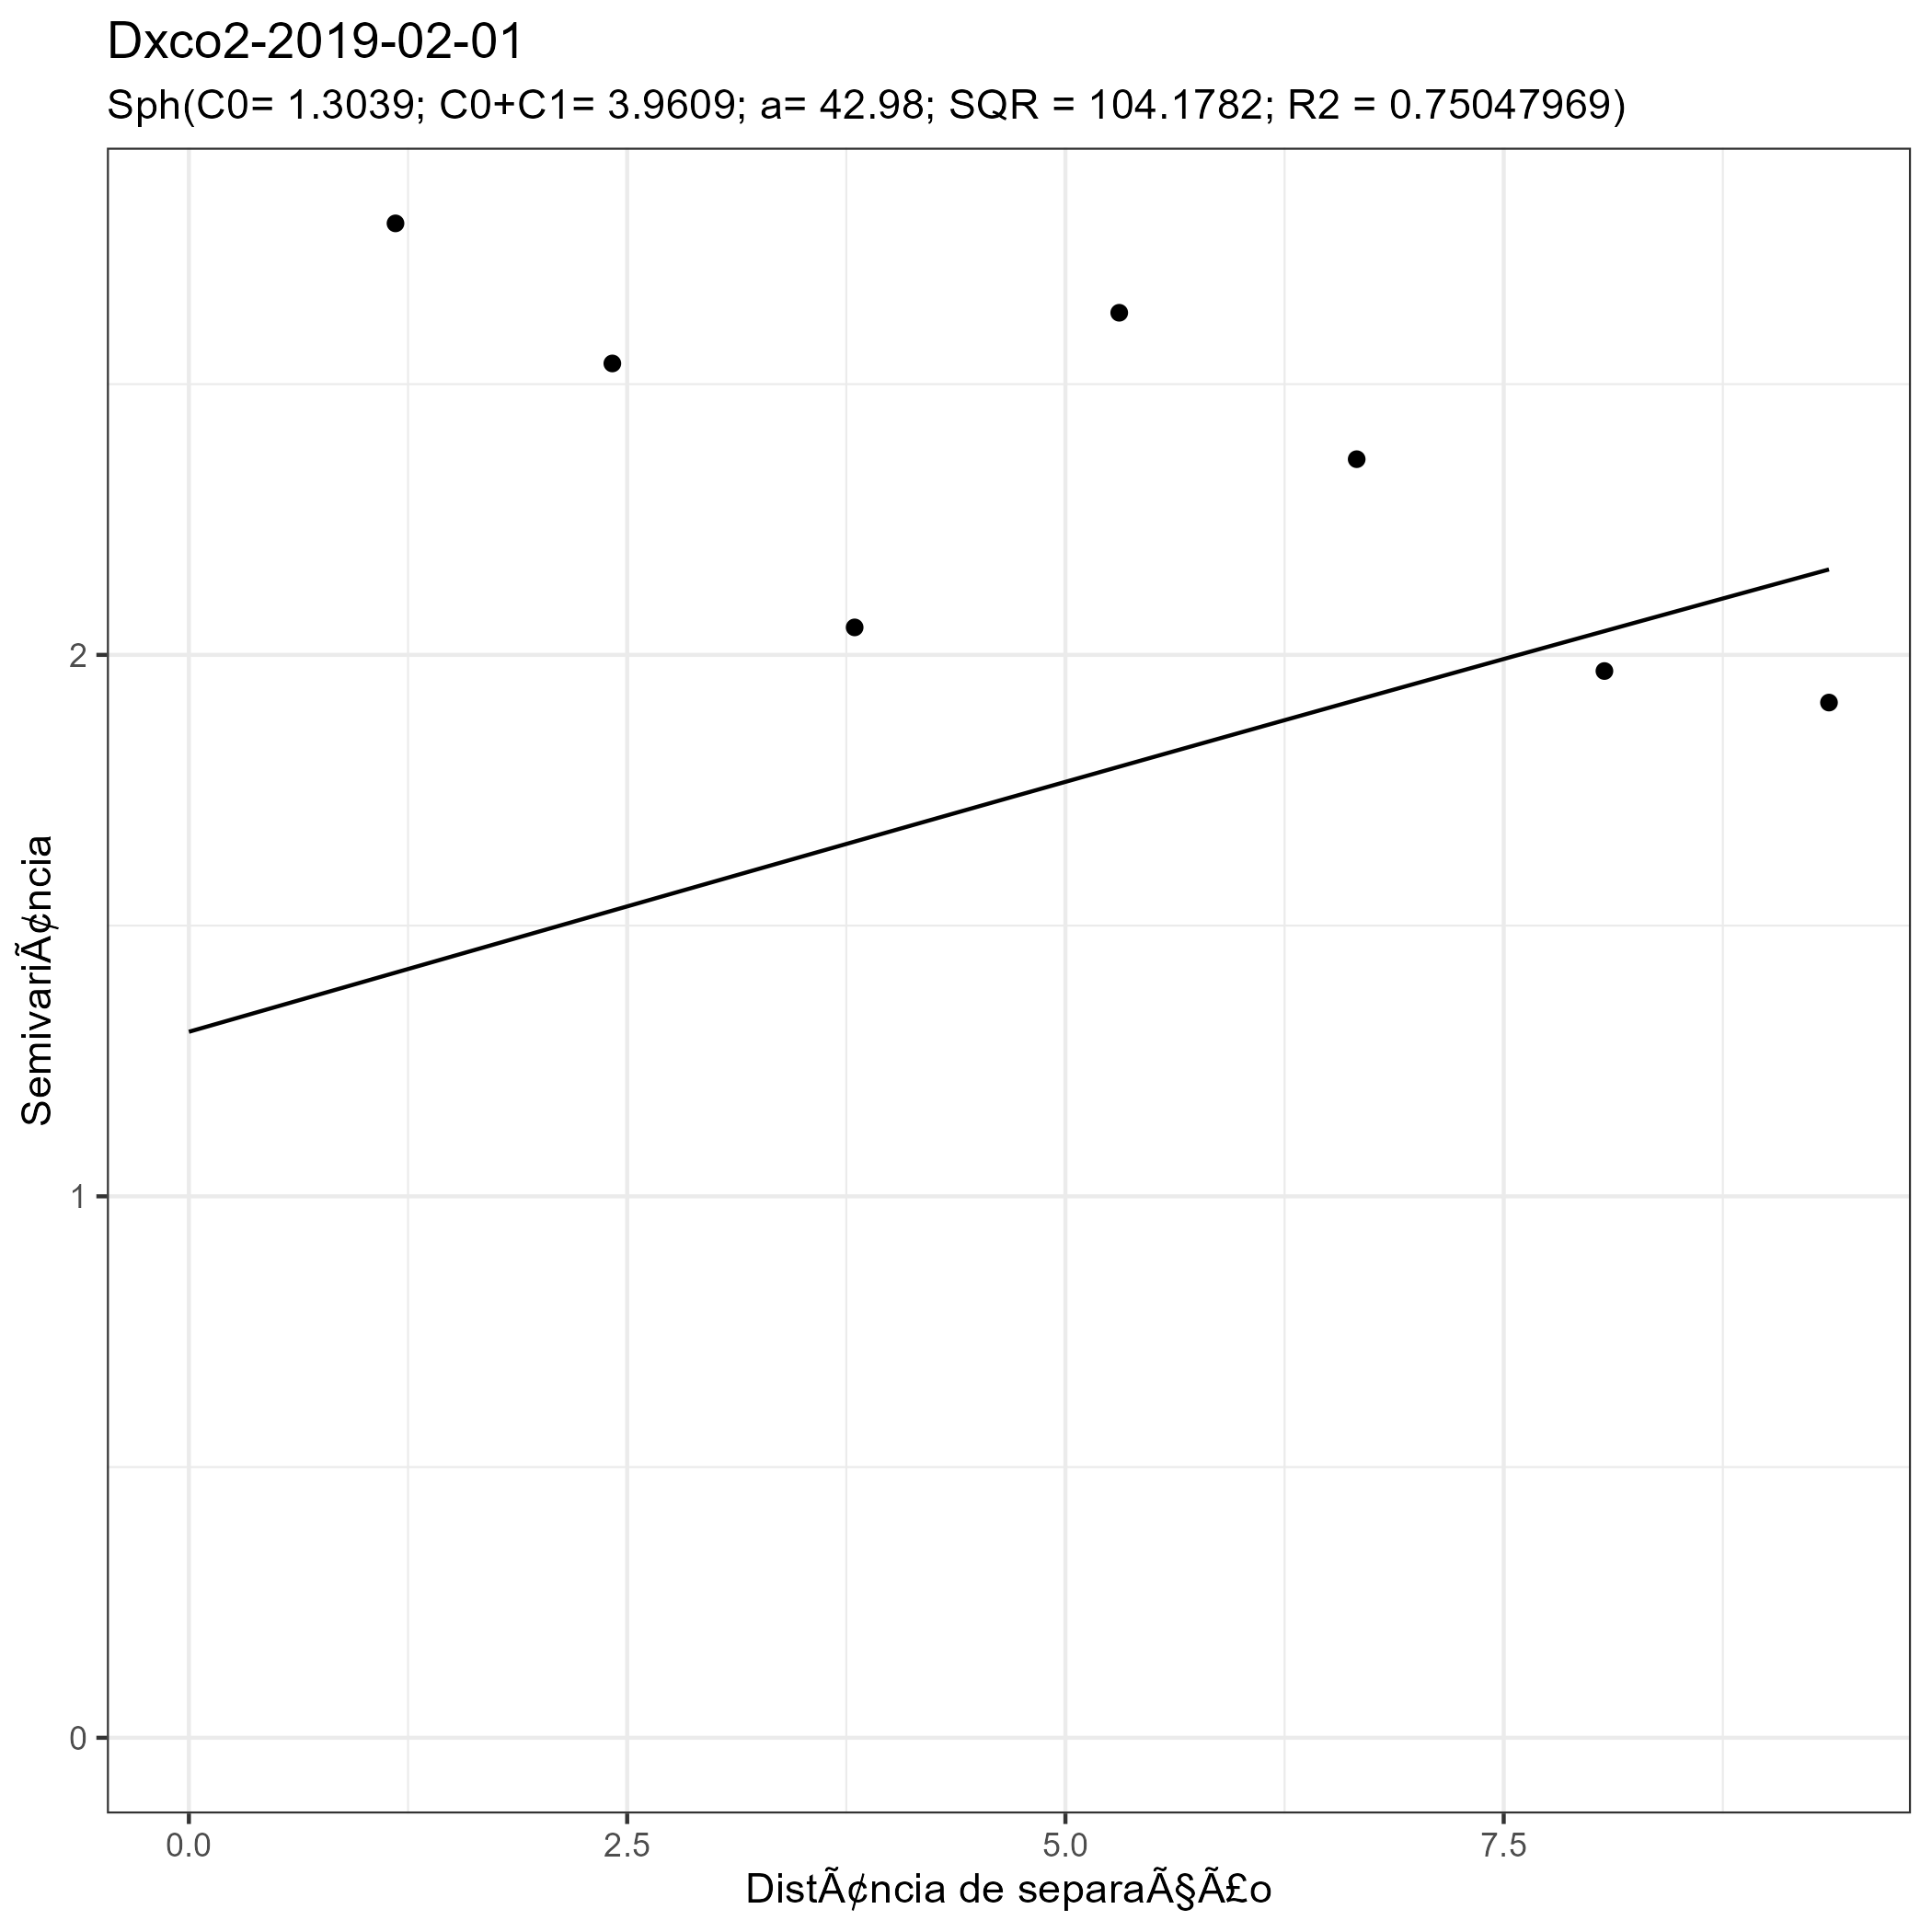 Dxco2-2019-02-01
Sph(C0= 1.3039; C0+C1= 3.9609; a= 42.98; SQR = 104.1782; R2 = 0.75047969)
SemivariÃ¢ncia
2
1
0
0.0 2.5 5.0 7.5
DistÃ¢ncia de separaÃ§Ã£o